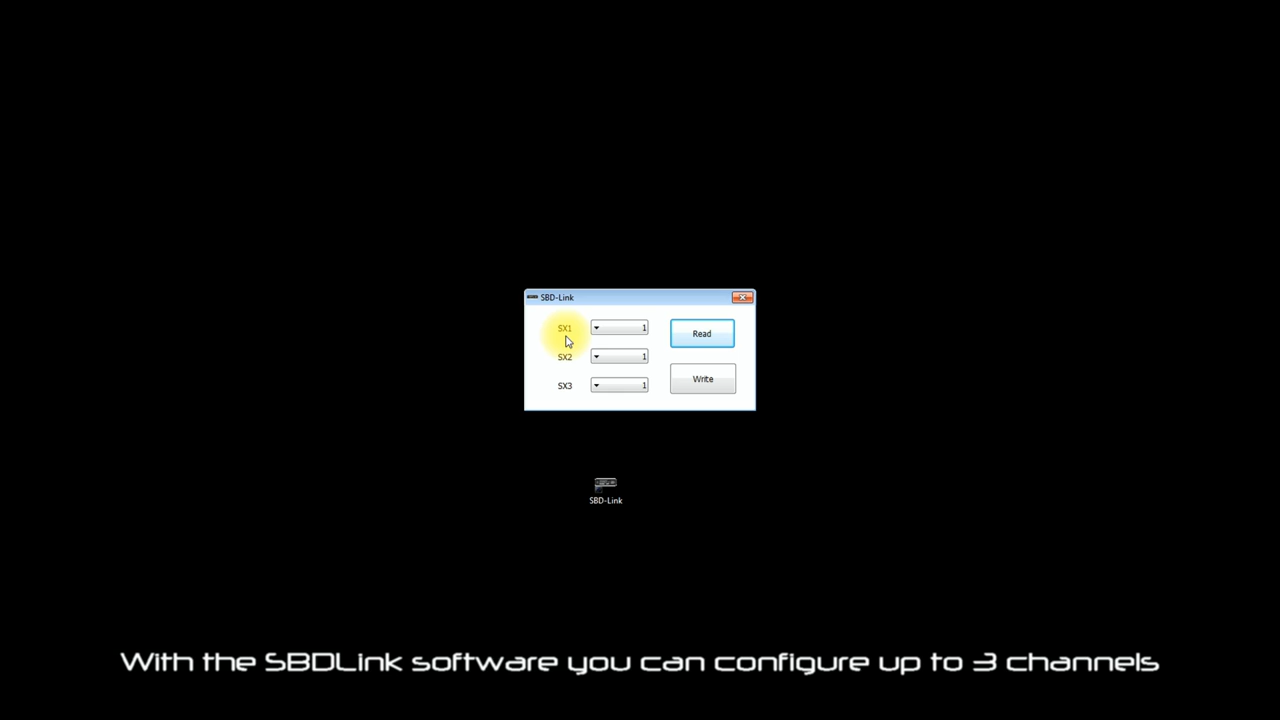 SBD-Link
SX1 1
Read
SX2 1
Write
SX3 1
SBD-Link
With the SBDLink software you can configure up to 3 channels